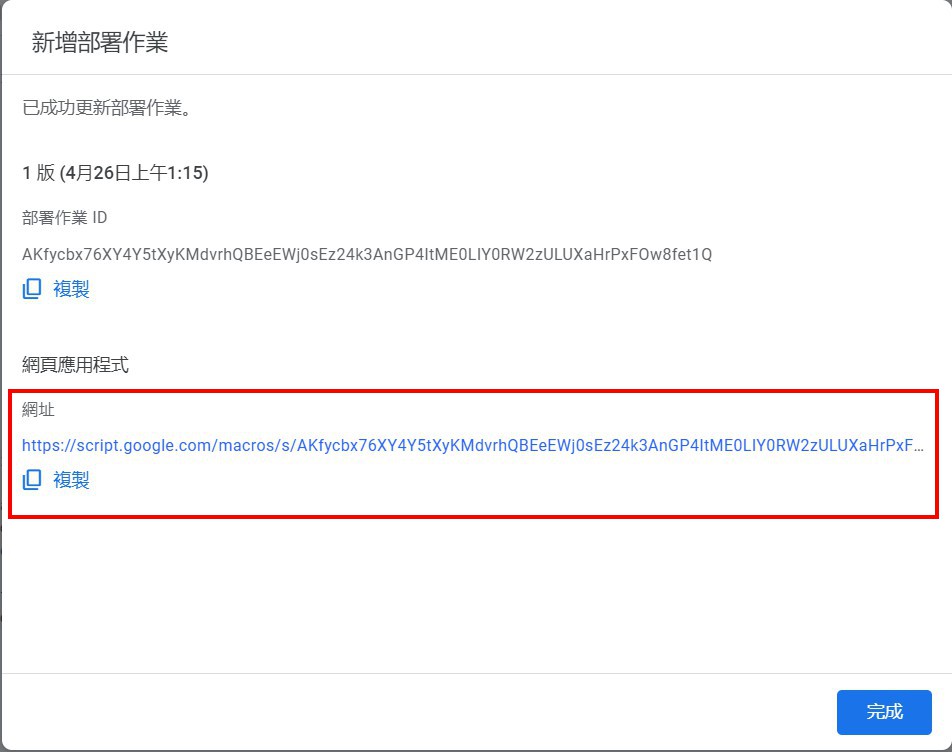 新增部署作業
已成功更新部署作業。
1 版 (4月26日上午1:15)
部署作業 ID
AKfycbx76XY4Y5tXyKMdvrhQBEeEWj0sEz24k3AnGP4ItME0LIY0RW2zULUXaHrPxFOw8fet1Q
複製
網頁應用程式
網址
https://script.google.com/macros/s/AKfycbx76XY4Y5tXyKMdvrhQBEeEWj0sEz24k3AnGP4ItME0LIY0RW2zULUXaHrPxF...
複製
完成